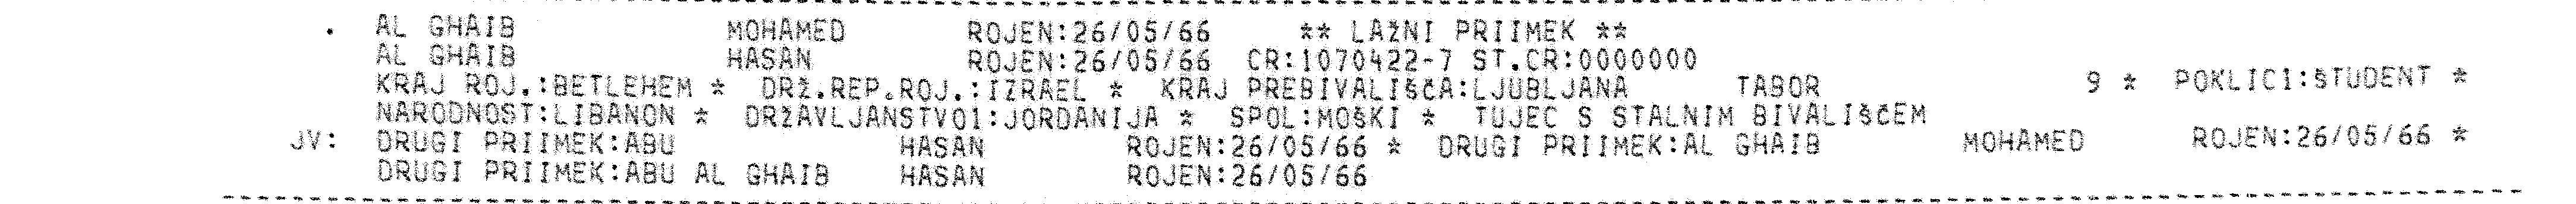 . AL GHAIB MOHAMED ROJEN:26/05/66 ** LAŽNI PRIIMEK **
AL GHAIB HASAN ROJEN:26/05/66 CR:1070422-7 ST.CR:0000000
KRAJ ROJ.:BETLEHEM * DRŽ.REP.ROJ.:IZRAEL * KRAJ PREBIVALIŠČA:LJUBLJANA TABOR 9 * POKLIC1:ŠTUDENT *
NARODNOST:LIBANON * DRŽAVLJANSTVO1:JORDANIJA * SPOL:MOŠKI * TUJEC S STALNIM BIVALIŠČEM
JV: DRUGI PRIIMEK:ABU HASAN ROJEN:26/05/66 * DRUGI PRIIMEK:AL GHAIB MOHAMED ROJEN:26/05/66 *
DRUGI PRIIMEK:ABU AL GHAIB HASAN ROJEN:26/05/66